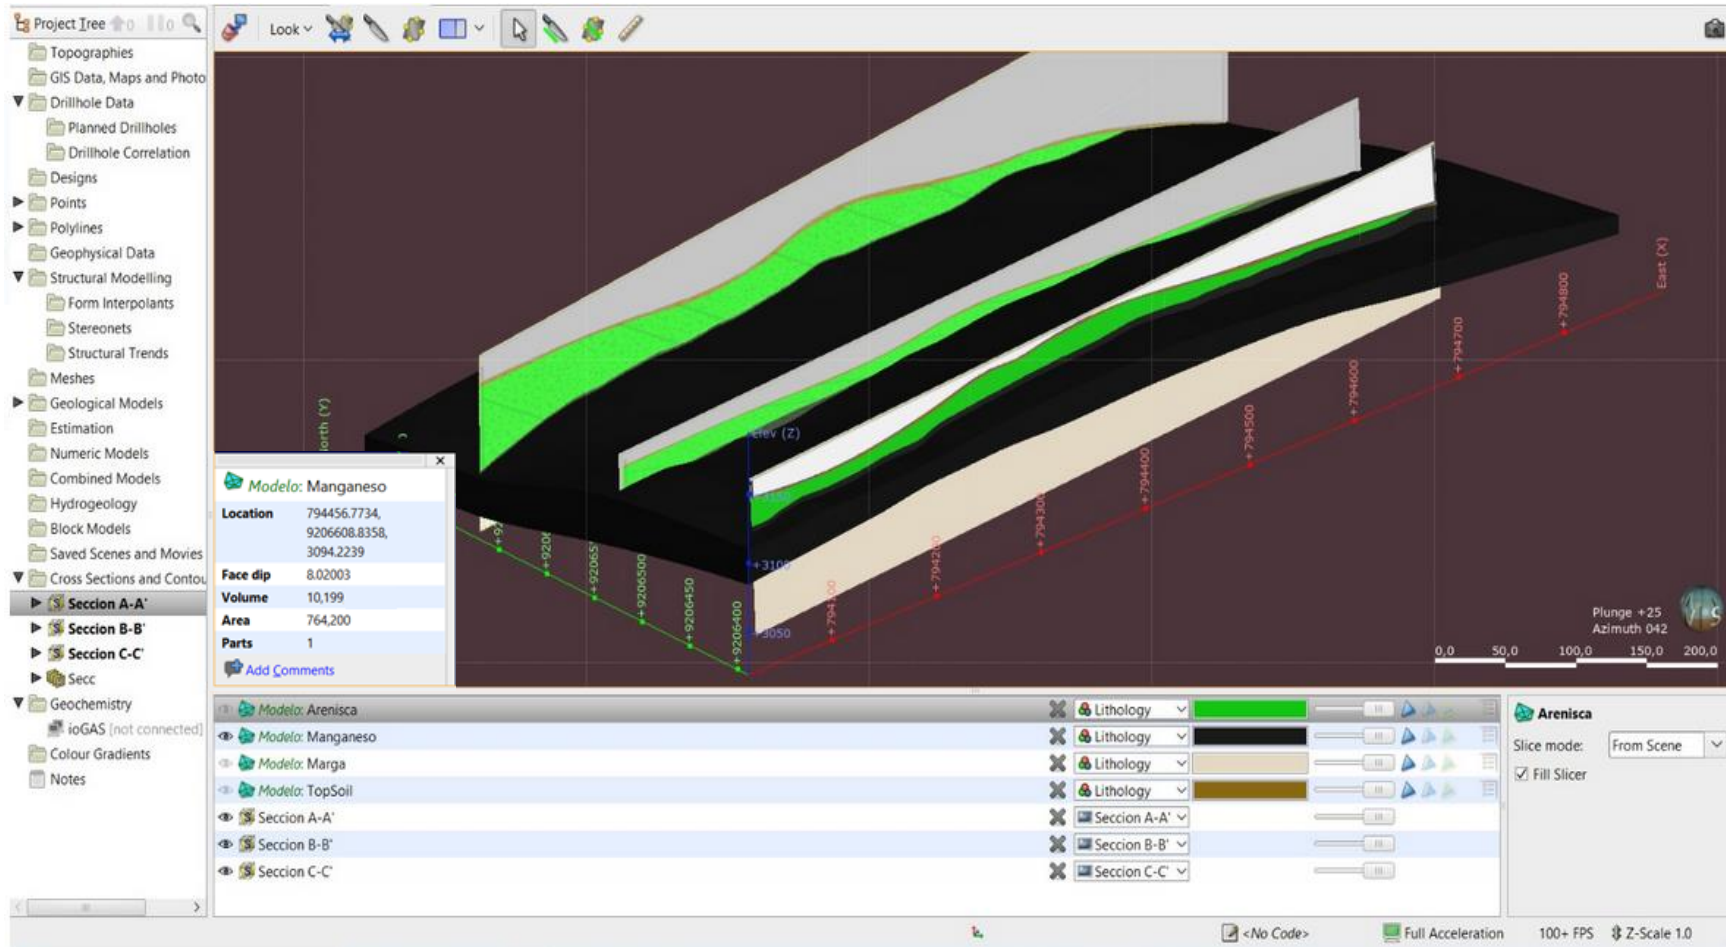 Project Tree 0 0
Look
Topographies
GIS Data, Maps and Photo
Drillhole Data
Planned Drillholes
Drillhole Correlation
Designs
Points
Polylines
Geophysical Data
Structural Modelling
Form Interpolants
Stereonets
Structural Trends
Meshes
Geological Models
Estimation
Numeric Models
Combined Models
Hydrogeology
Block Models
Saved Scenes and Movies
Cross Sections and Contou
Seccion A-A'
Seccion B-B'
Seccion C-C'
Secc
Geochemistry
ioGAS [not connected]
Colour Gradients
Notes
East (X)
+794800
+794700
+794600
+794500
+794400
+794300
+794200
Elev (Z)
+3100
+3050
+9206500
+9206450
+9206400
Modelo: Manganeso
Location 794456.7734,
9206608.8358,
3094.2239
Face dip 8.02003
Volume 10,199
Area 764,200
Parts 1
Add Comments
Plunge +25
Azimuth 042
0,0 50,0 100,0 150,0 200,0
Modelo: Arenisca Lithology
Modelo: Manganeso Lithology
Modelo: Marga Lithology
Modelo: TopSoil Lithology
Seccion A-A' Seccion A-A'
Seccion B-B' Seccion B-B'
Seccion C-C' Seccion C-C'
Arenisca
Slice mode: From Scene
Fill Slicer
<No Code> Full Acceleration 100+ FPS Z-Scale 1.0